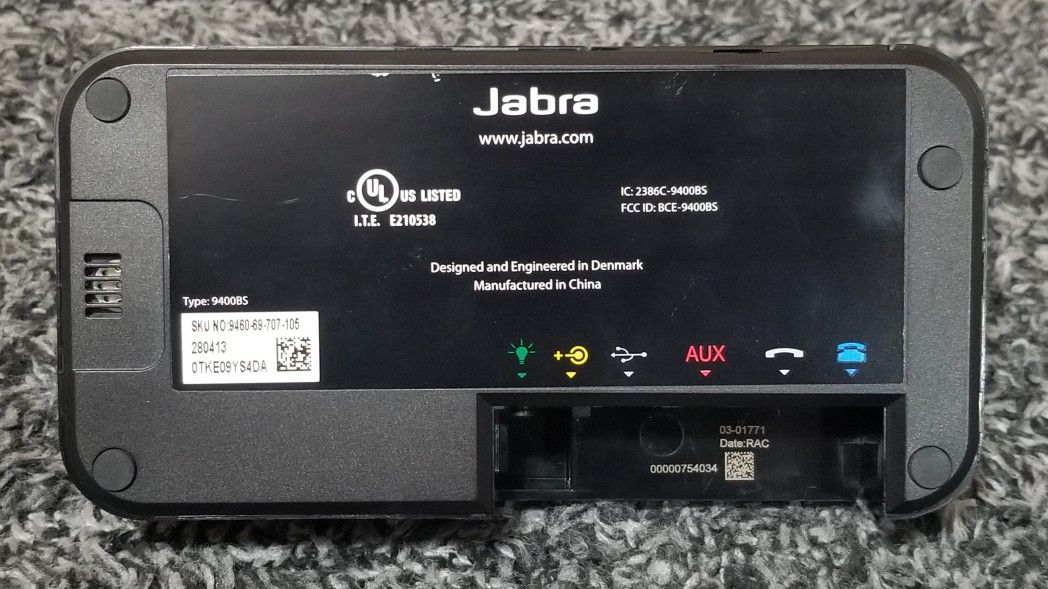 Jabra
www.jabra.com
C UL US LISTED
I.T.E. E210538
IC: 2386C-9400BS
FCC ID: BCE-9400BS
Designed and Engineered in Denmark
Manufactured in China
Type: 9400BS
SKU NO:9460-69-707-105
280413
0TKE09YS4DA
AUX
03-01771
Date:RAC
00000754034